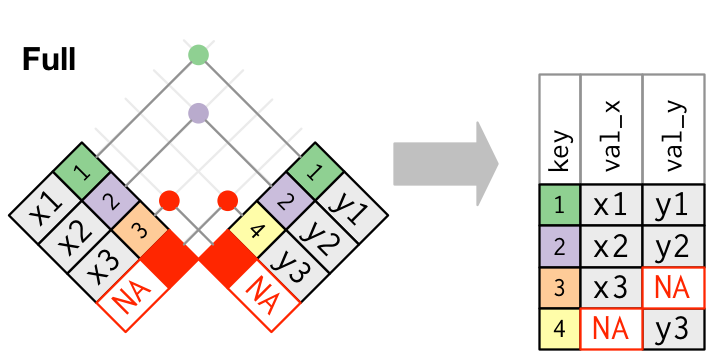 Full
1 x1
2 x2
3 x3
NA
1 y1
2 y2
4 y3
NA
key val_x val_y
1 x1 y1
2 x2 y2
3 x3 NA
4 NA y3